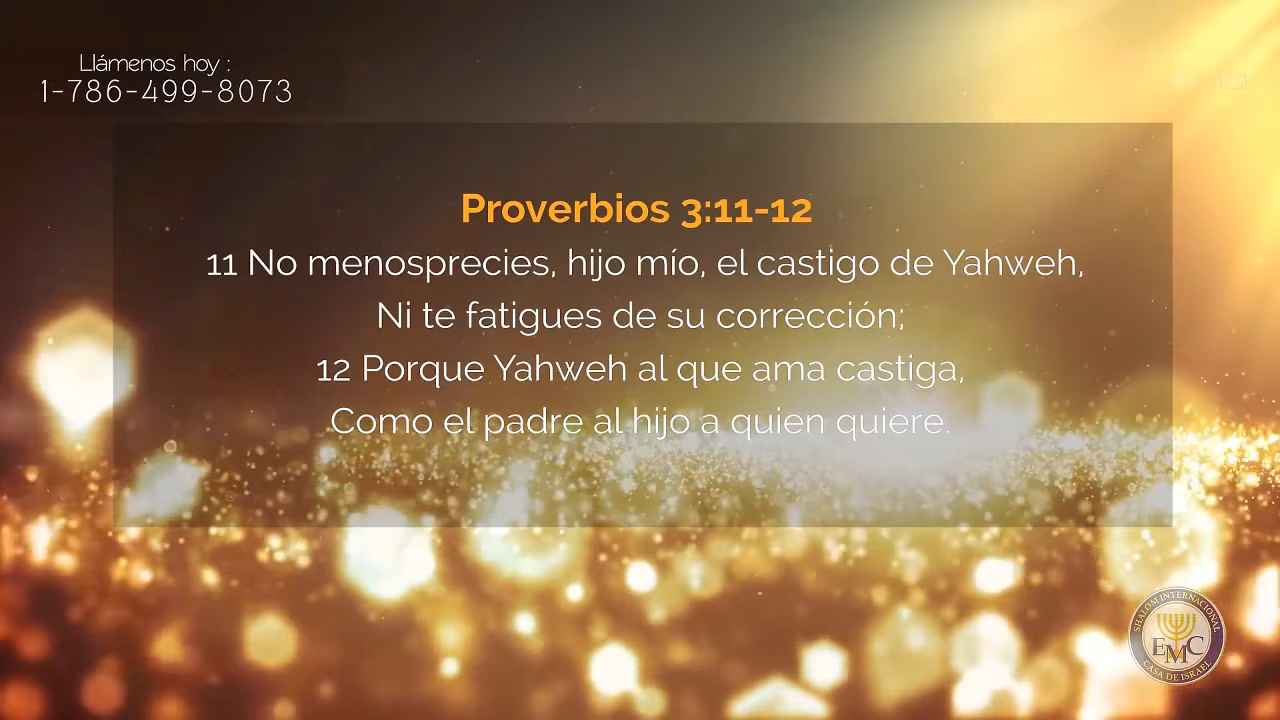 Llámenos hoy :
1-786-499-8073
Proverbios 3:11-12
11 No menosprecies, hijo mío, el castigo de Yahweh,
Ni te fatigues de su corrección;
12 Porque Yahweh al que ama castiga,
Como el padre al hijo a quien quiere.
SHALOM INTERNACIONAL
EMC
CASA DE ISRAEL